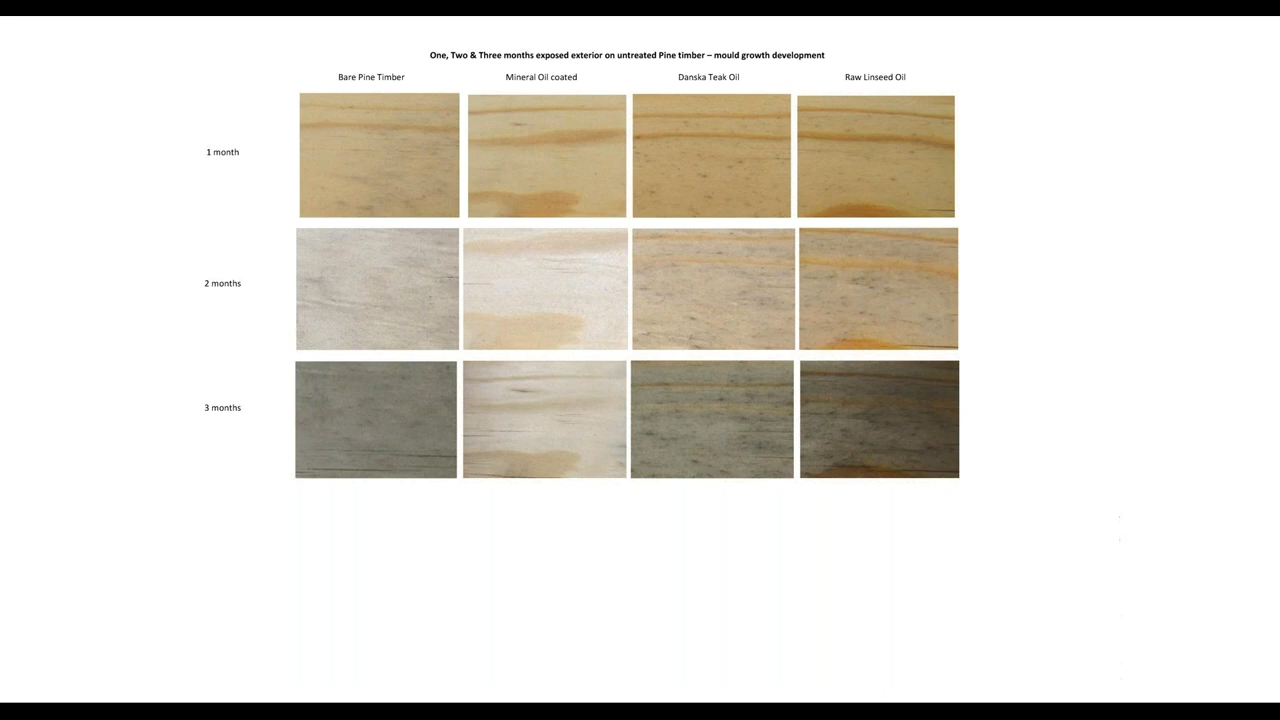 One, Two & Three months exposed exterior on untreated Pine timber – mould growth development
Bare Pine Timber Mineral Oil coated Danska Teak Oil Raw Linseed Oil
1 month
2 months
3 months